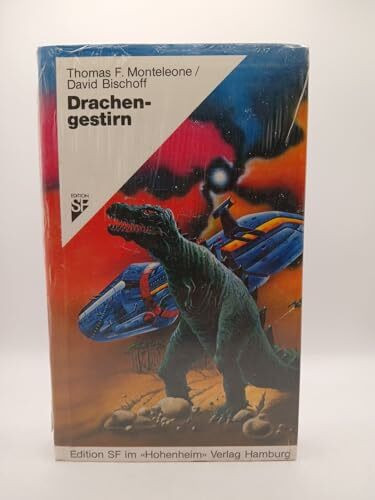 Thomas F. Monteleone/
David Bischoff
Drachen-
gestirn
EDITION
SF
Edition SF im »Hohenheim« Verlag Hamburg